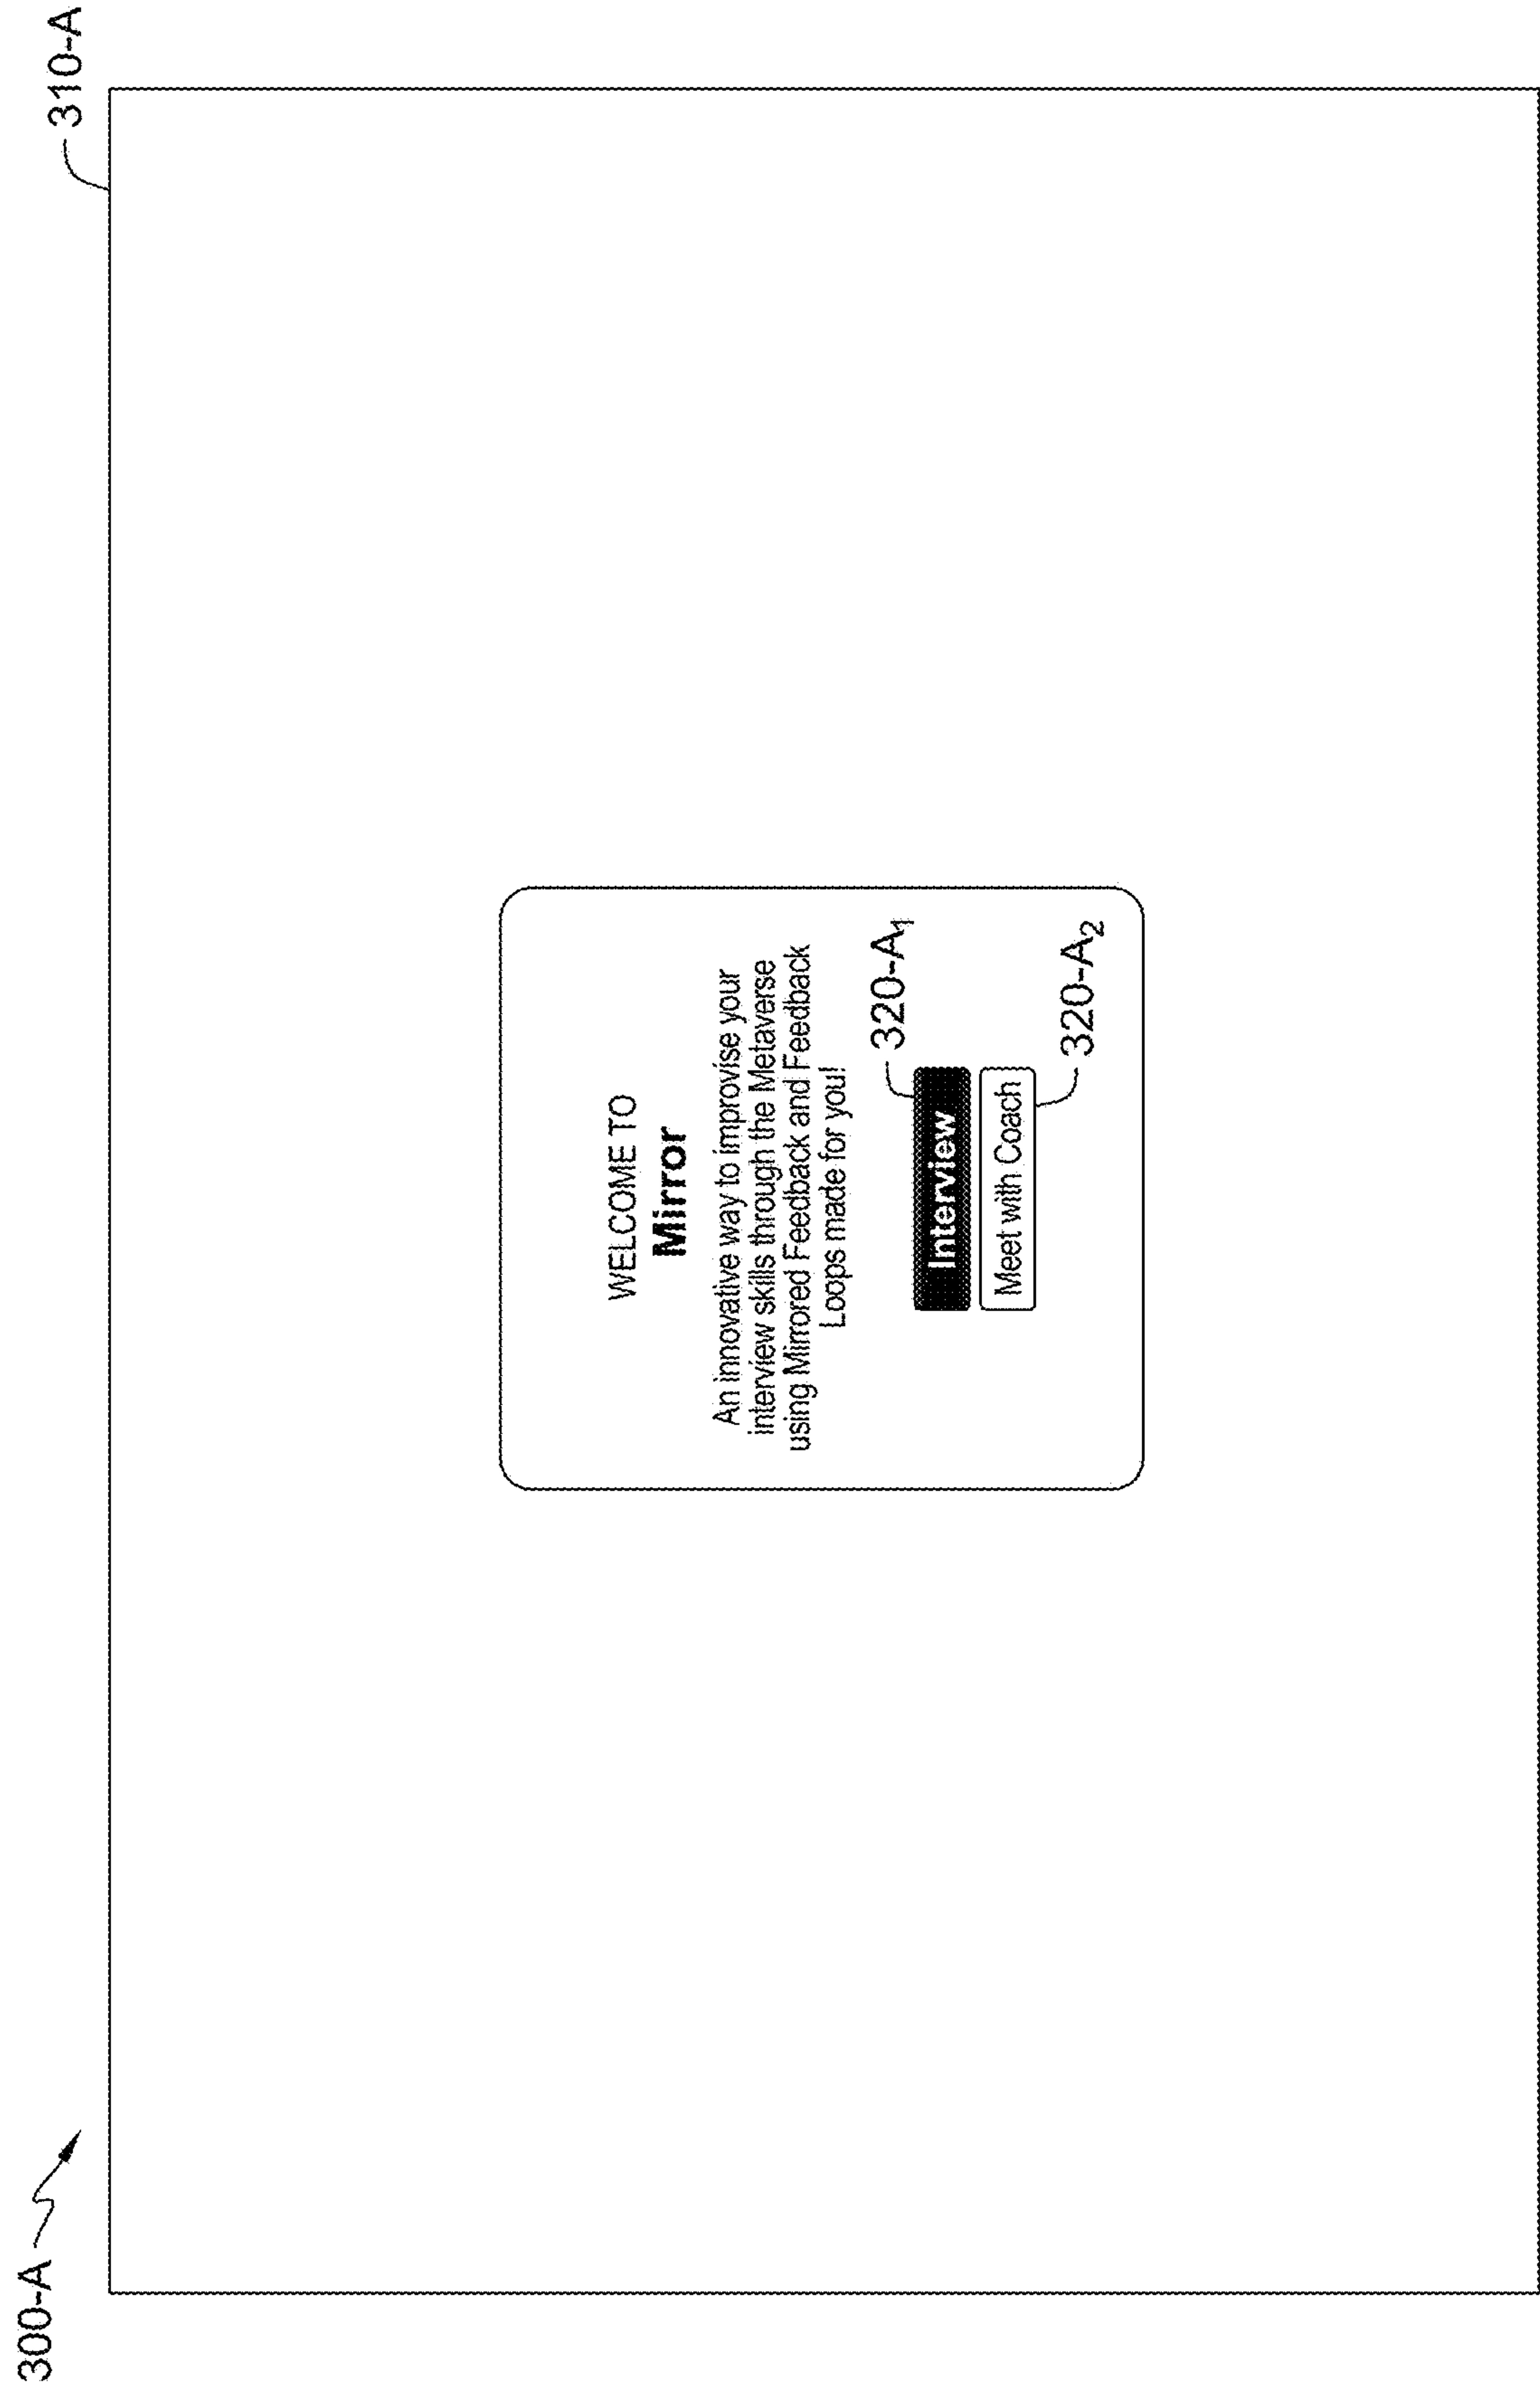 300-A
310-A
WELCOME TO
Mirror
An innovative way to improvise your
interview skills through the Metaverse
using Mirrored Feedback and Feedback
Loops made for you!
320-A1
Interview
Meet with Coach
320-A2